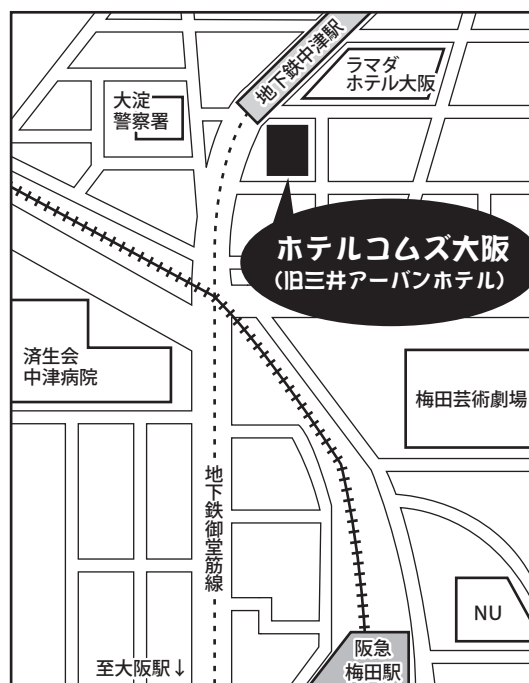 地下鉄中津駅
ラマダ
ホテル大阪
大淀
警察署
ホテルコムズ大阪
(旧三井アーバンホテル)
済生会
中津病院
梅田芸術劇場
地下鉄御堂筋線
NU
阪急
梅田駅
至大阪駅↓